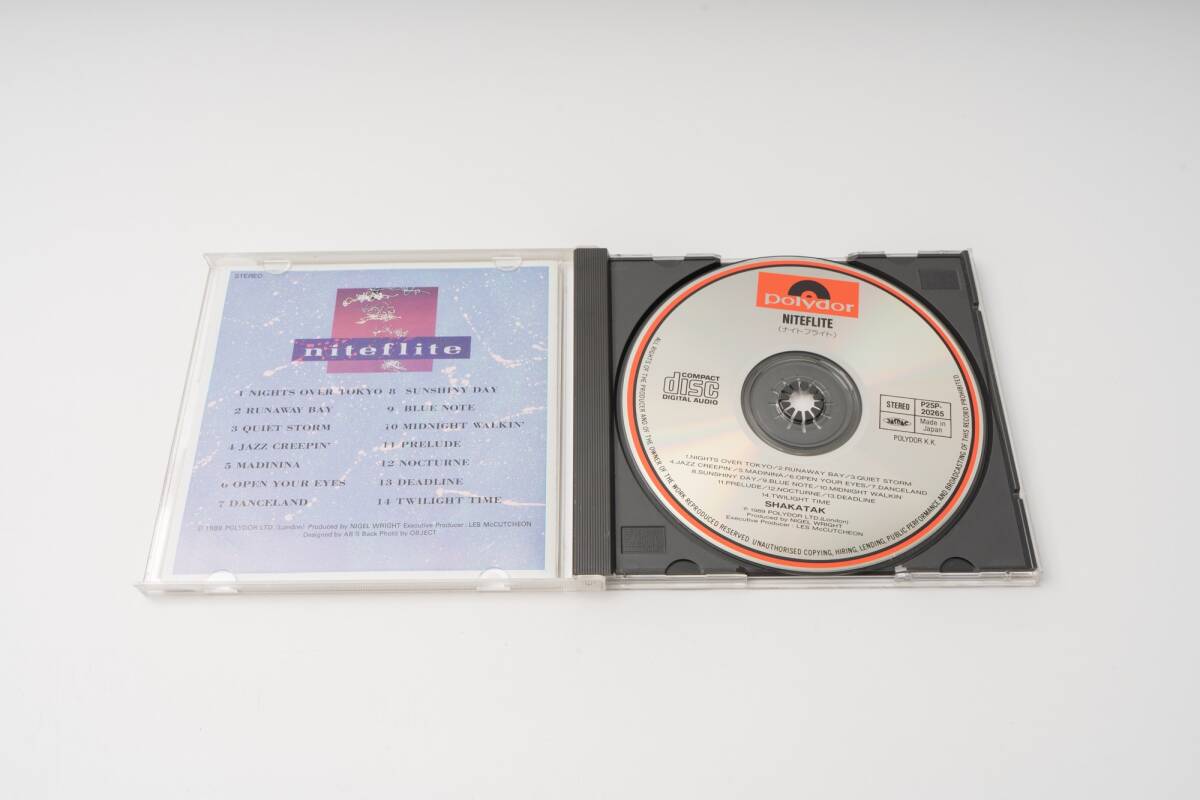 STEREO
niteflite
1 NIGHTS OVER TOKYO 8 SUNSHINY DAY
2 RUNAWAY BAY 9 BLUE NOTE
3 QUIET STORM 10 MIDNIGHT WALKIN'
4 JAZZ CREEPIN' 11 PRELUDE
5 MADININA 12 NOCTURNE
6 OPEN YOUR EYES 13 DEADLINE
7 DANCELAND 14 TWILIGHT TIME
℗ 1989 POLYDOR LTD. (London) Produced by NIGEL WRIGHT Executive Producer : LES McCUTCHEON
Designed by AB'S Back Photo by OBJECT
polydor
NITEFLITE
(ナイトフライト)
COMPACT
disc
DIGITAL AUDIO
STEREO P25P-
20265
Made in
Japan
POLYDOR K.K.
1.NIGHTS OVER TOKYO/2.RUNAWAY BAY/3.QUIET STORM
4.JAZZ CREEPIN'/5.MADININA/6.OPEN YOUR EYES/7.DANCELAND
8.SUNSHINY DAY/9.BLUE NOTE/10.MIDNIGHT WALKIN'
11.PRELUDE/12.NOCTURNE/13.DEADLINE
14.TWILIGHT TIME
SHAKATAK
℗ 1989 POLYDOR LTD.(London)
Produced by NIGEL WRIGHT
Executive Producer : LES McCUTCHEON
ALL RIGHTS OF THE PRODUCER AND OF THE OWNER OF THE WORK REPRODUCED RESERVED. UNAUTHORISED COPYING, HIRING, LENDING, PUBLIC PERFORMANCE AND BROADCASTING OF THIS RECORD PROHIBITED